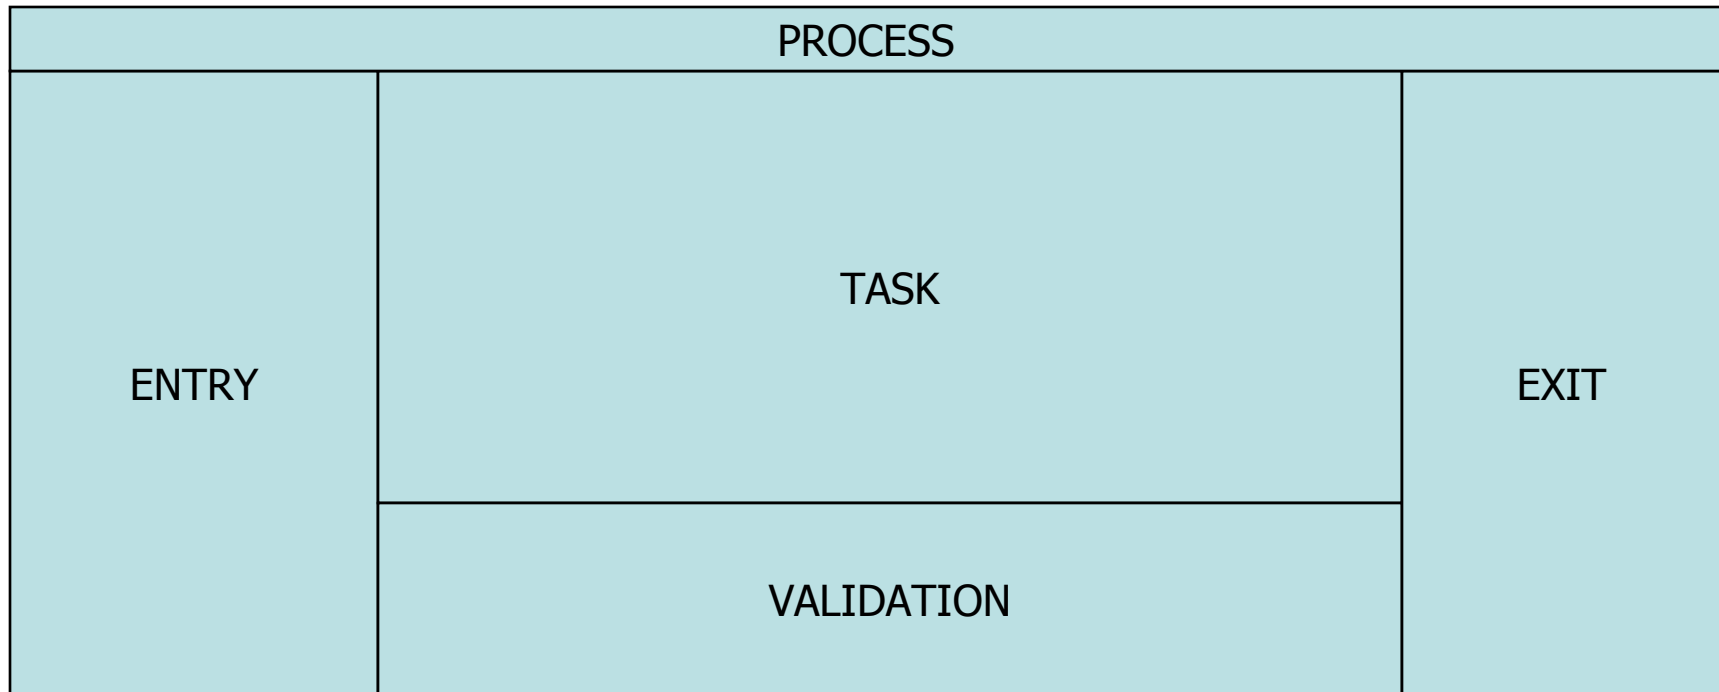 PROCESS
ENTRY
TASK
VALIDATION
EXIT